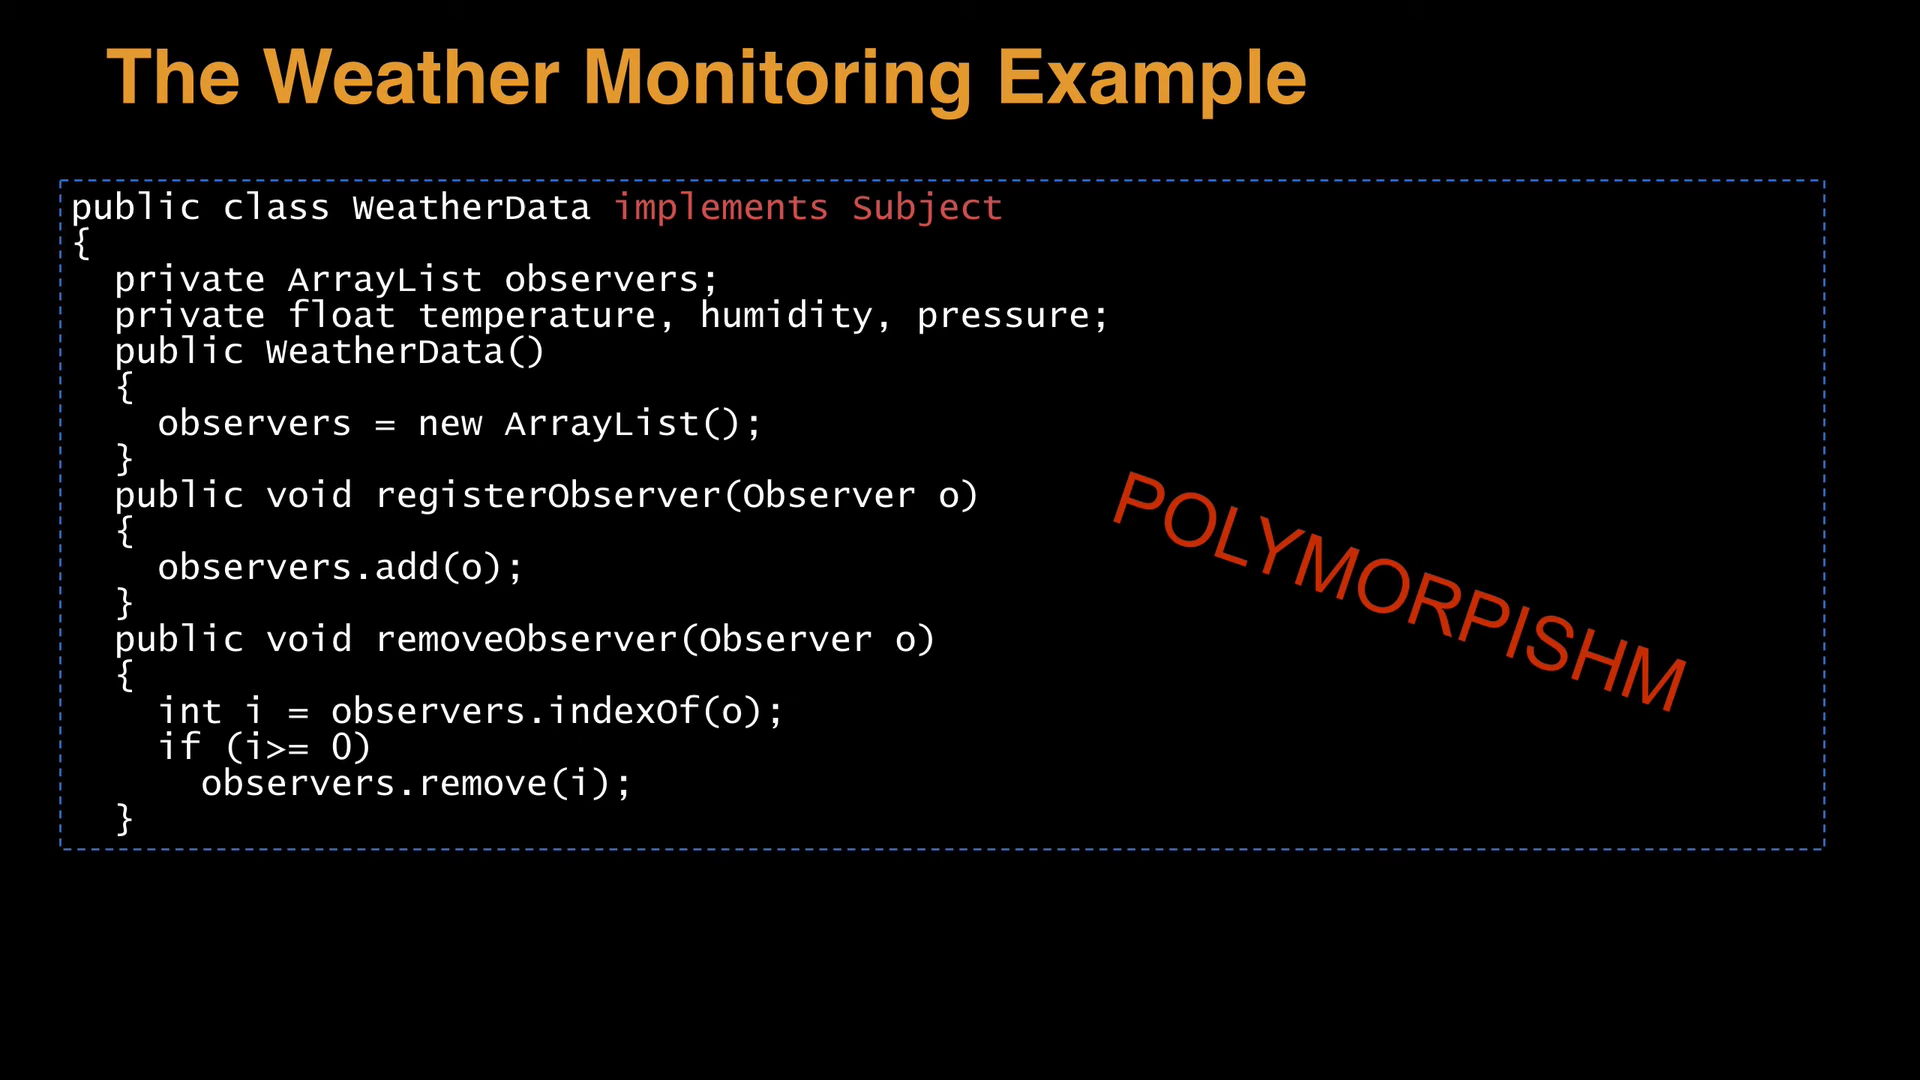 The Weather Monitoring Example
public class WeatherData implements Subject
{
private ArrayList observers;
private float temperature, humidity, pressure;
public WeatherData()
{
observers = new ArrayList();
}
public void registerObserver(Observer o)
{
observers.add(o);
}
public void removeObserver(Observer o)
{
int i = observers.indexOf(o);
if (i>= 0)
observers.remove(i);
}
POLYMORPISHM